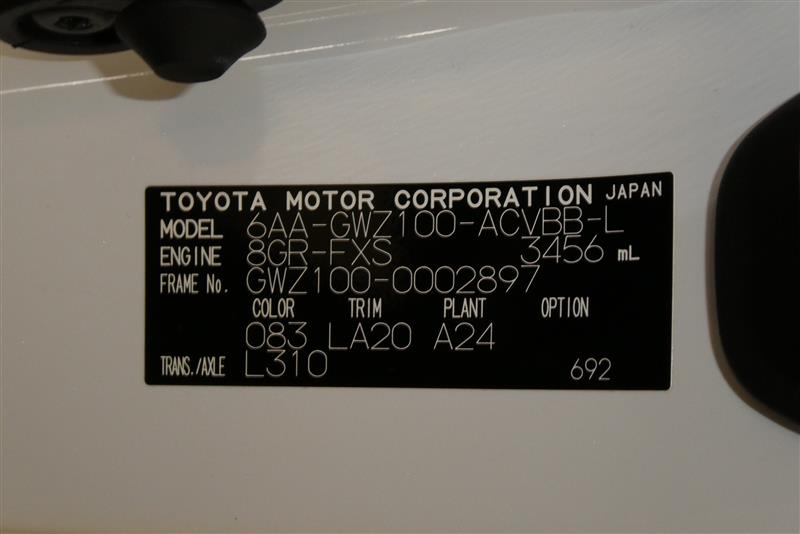 TOYOTA MOTOR CORPORATION JAPAN
MODEL 6AA-GWZ100-ACVBB-L
ENGINE 8GR-FXS 3456 mL
FRAME No. GWZ100-0002897
COLOR TRIM PLANT OPTION
083 LA20 A24
TRANS./AXLE L310 692